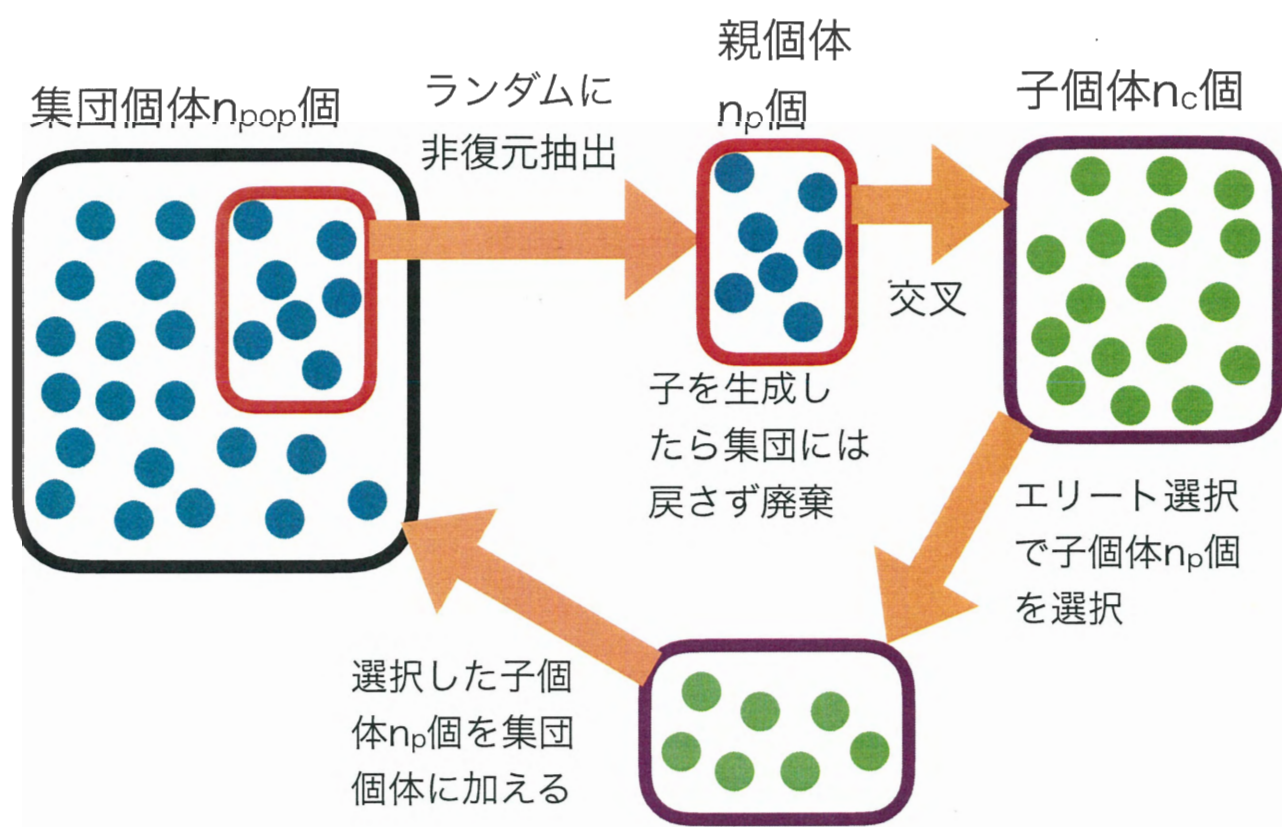 集団個体npop個
ランダムに
非復元抽出
親個体
np個
子個体nc個
交叉
子を生成し
たら集団には
戻さず廃棄
エリート選択
で子個体np個
を選択
選択した子個
体np個を集団
個体に加える